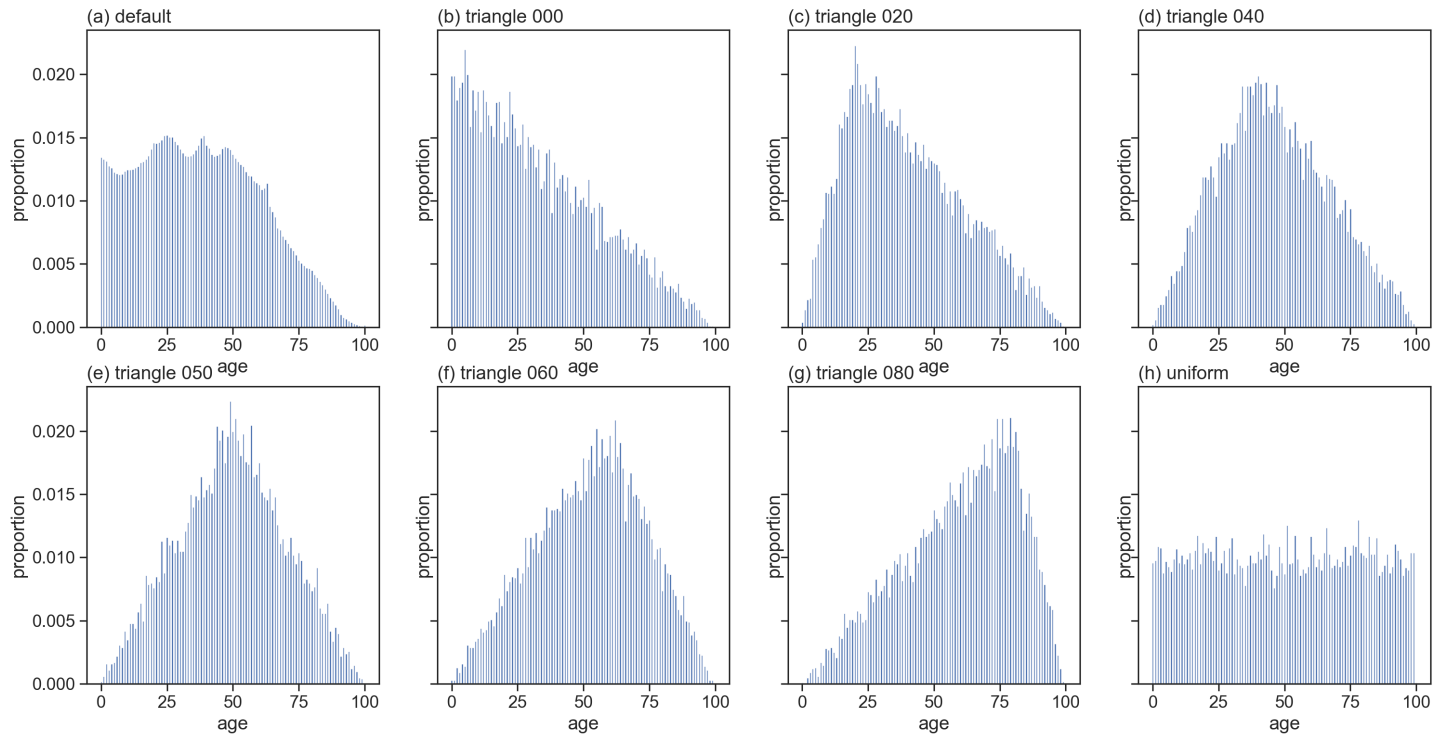 (a) default
(b) triangle 000
(c) triangle 020
(d) triangle 040
0.020
0.015
0.010
0.005
0.000
proportion
proportion
proportion
proportion
0 25 50 75 100
0 25 50 75 100
0 25 50 75 100
0 25 50 75 100
age
age
age
age
(e) triangle 050
(f) triangle 060
(g) triangle 080
(h) uniform
0.020
0.015
0.010
0.005
0.000
proportion
proportion
proportion
proportion
0 25 50 75 100
0 25 50 75 100
0 25 50 75 100
0 25 50 75 100
age
age
age
age